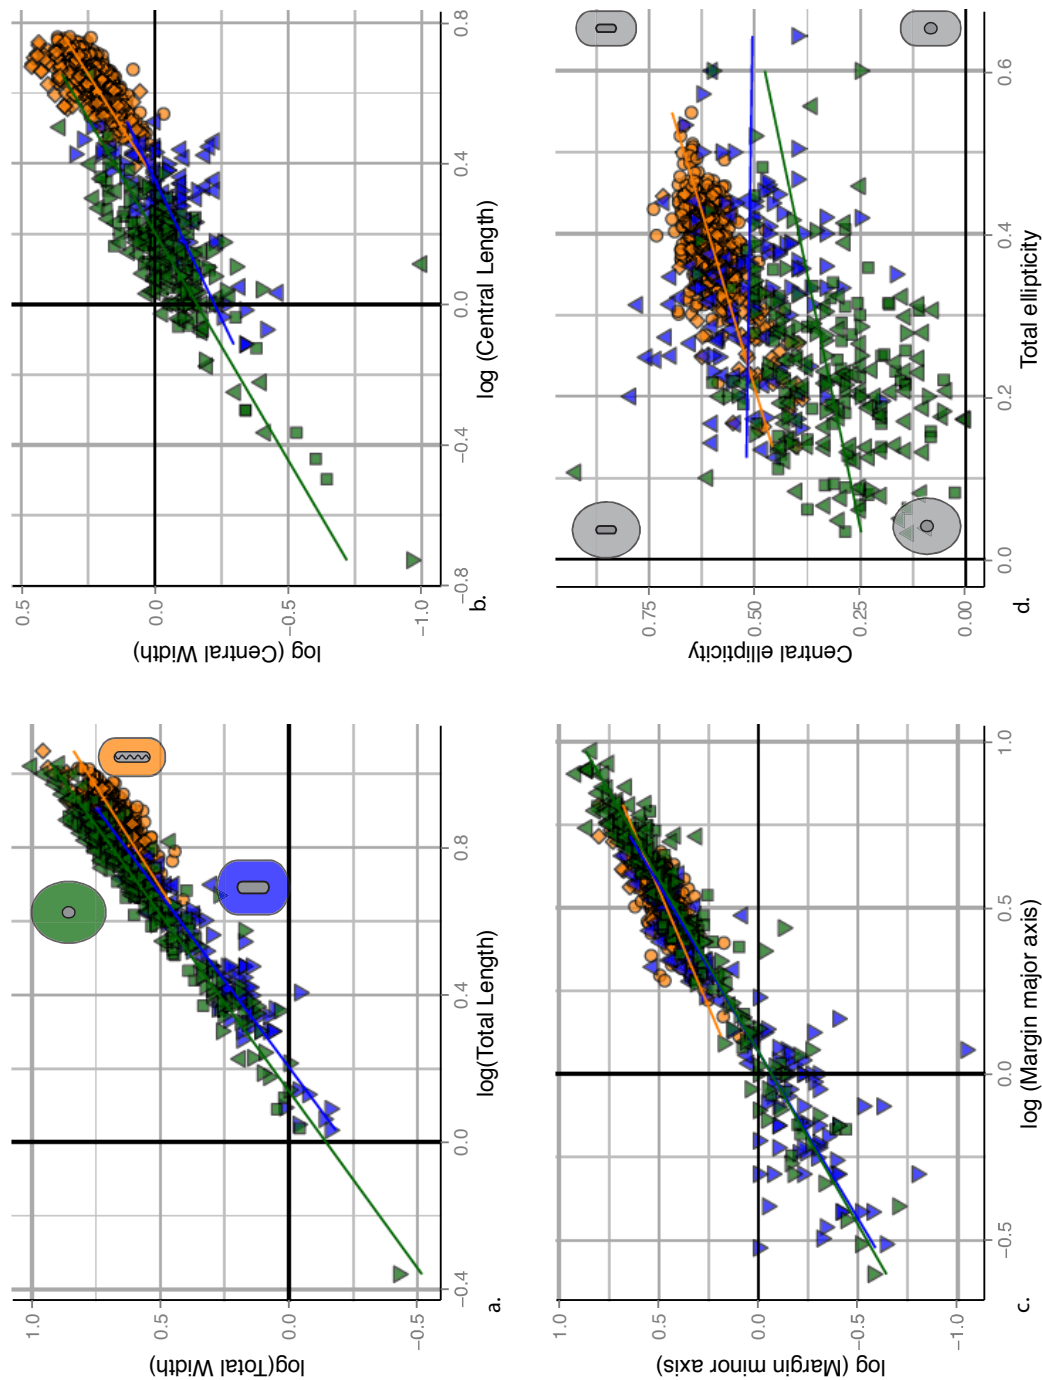 0.5
0.0
−0.5
−1.0
log (Central Width)
−0.8
−0.4
0.0
0.4
0.8
log (Central Length)
b.
0.75
0.50
0.25
0.00
Central ellipticity
0.0
0.2
0.4
0.6
Total ellipticity
d.
1.0
0.5
0.0
−0.5
log(Total Width)
−0.4
0.0
0.4
0.8
log(Total Length)
a.
1.0
0.5
0.0
−0.5
−1.0
log (Margin minor axis)
−0.5
0.0
0.5
1.0
log (Margin major axis)
c.